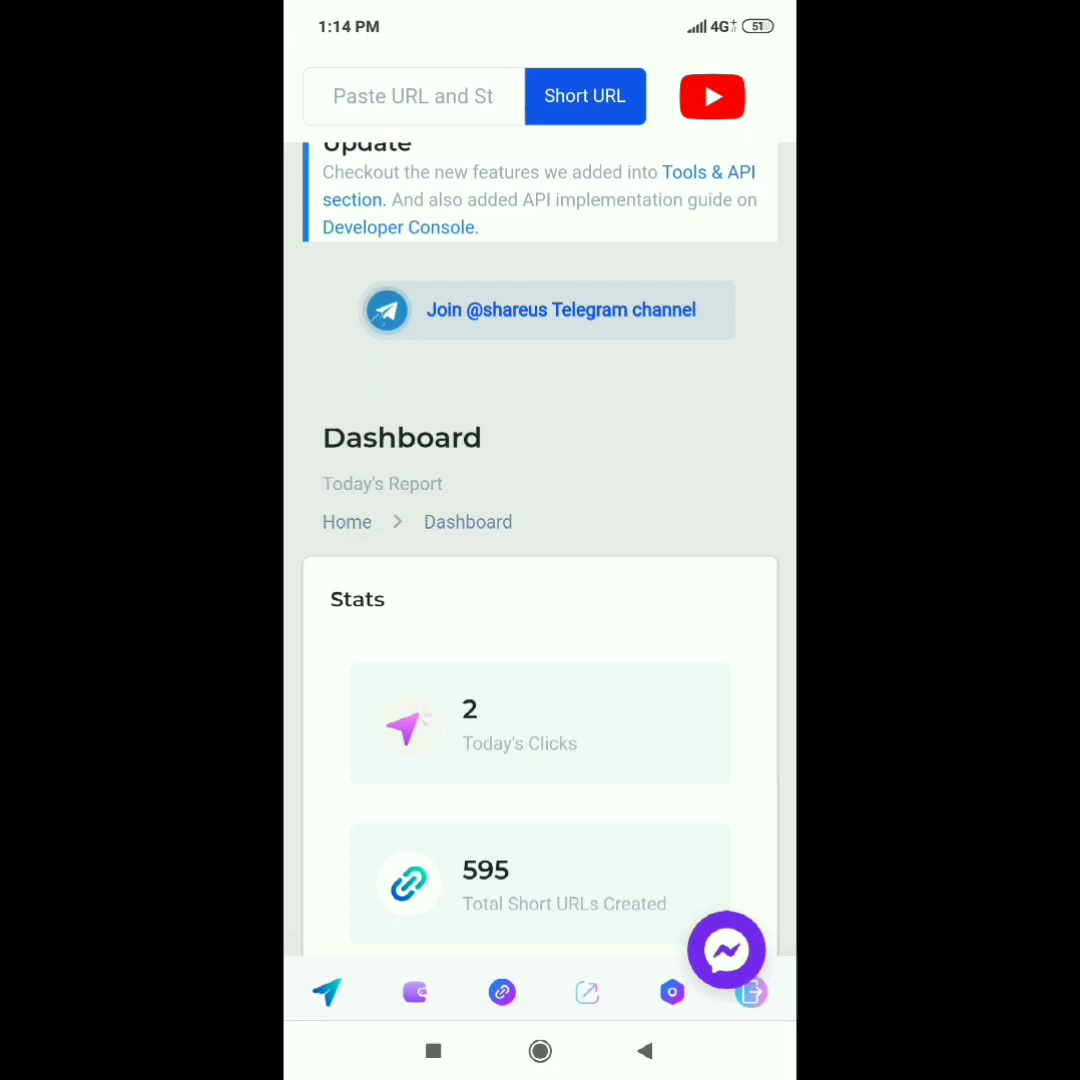 1:14 PM 4G+ 51
Paste URL and St Short URL
Update
Checkout the new features we added into Tools & API
section. And also added API implementation guide on
Developer Console.
Join @shareus Telegram channel
Dashboard
Today's Report
Home > Dashboard
Stats
2
Today's Clicks
595
Total Short URLs Created